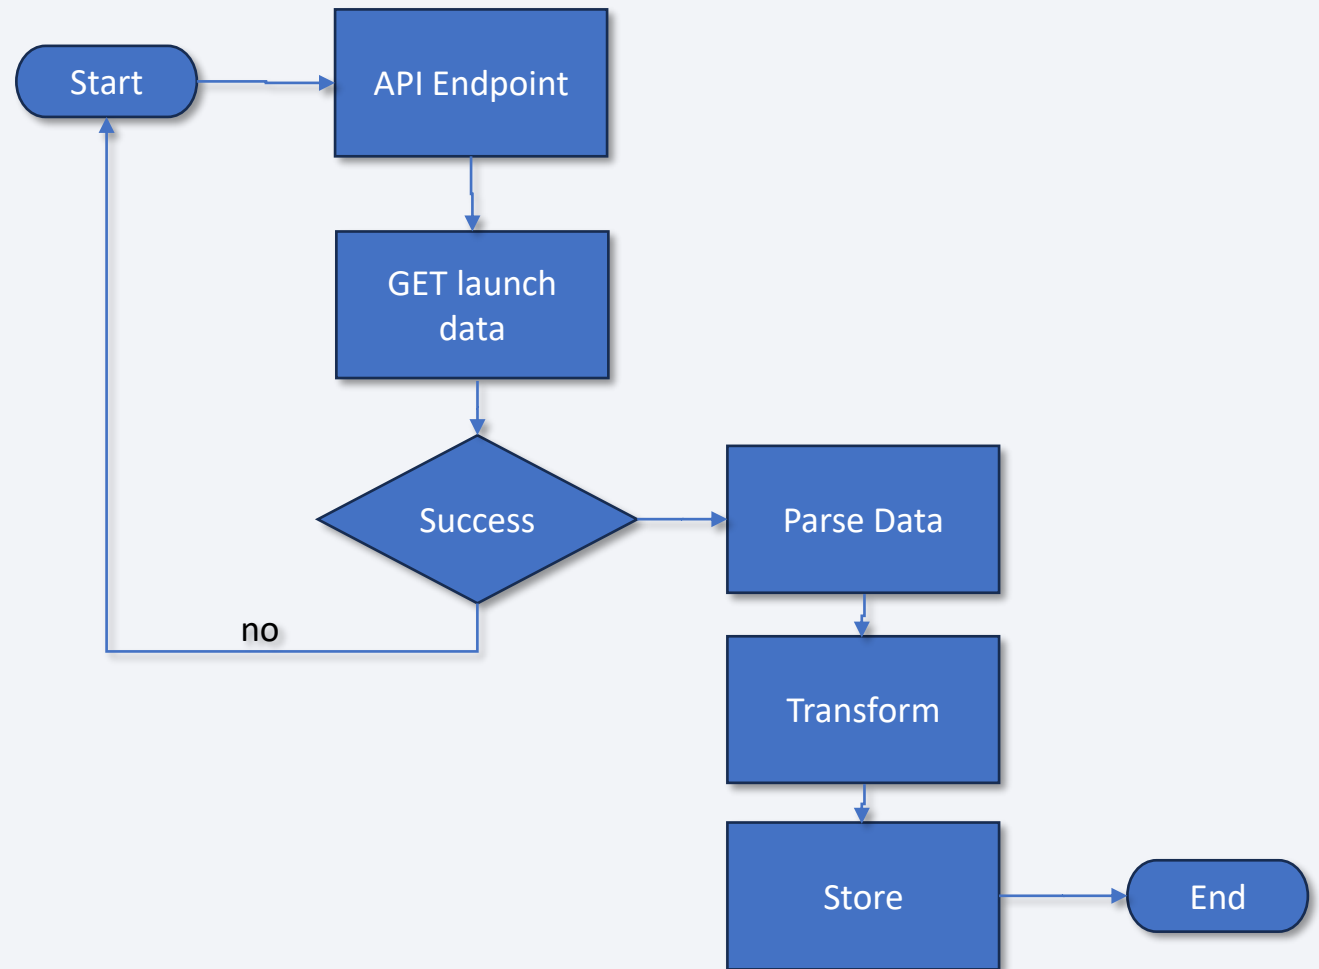 Start
API Endpoint
GET launch
data
Success
Parse Data
no
Transform
Store
End